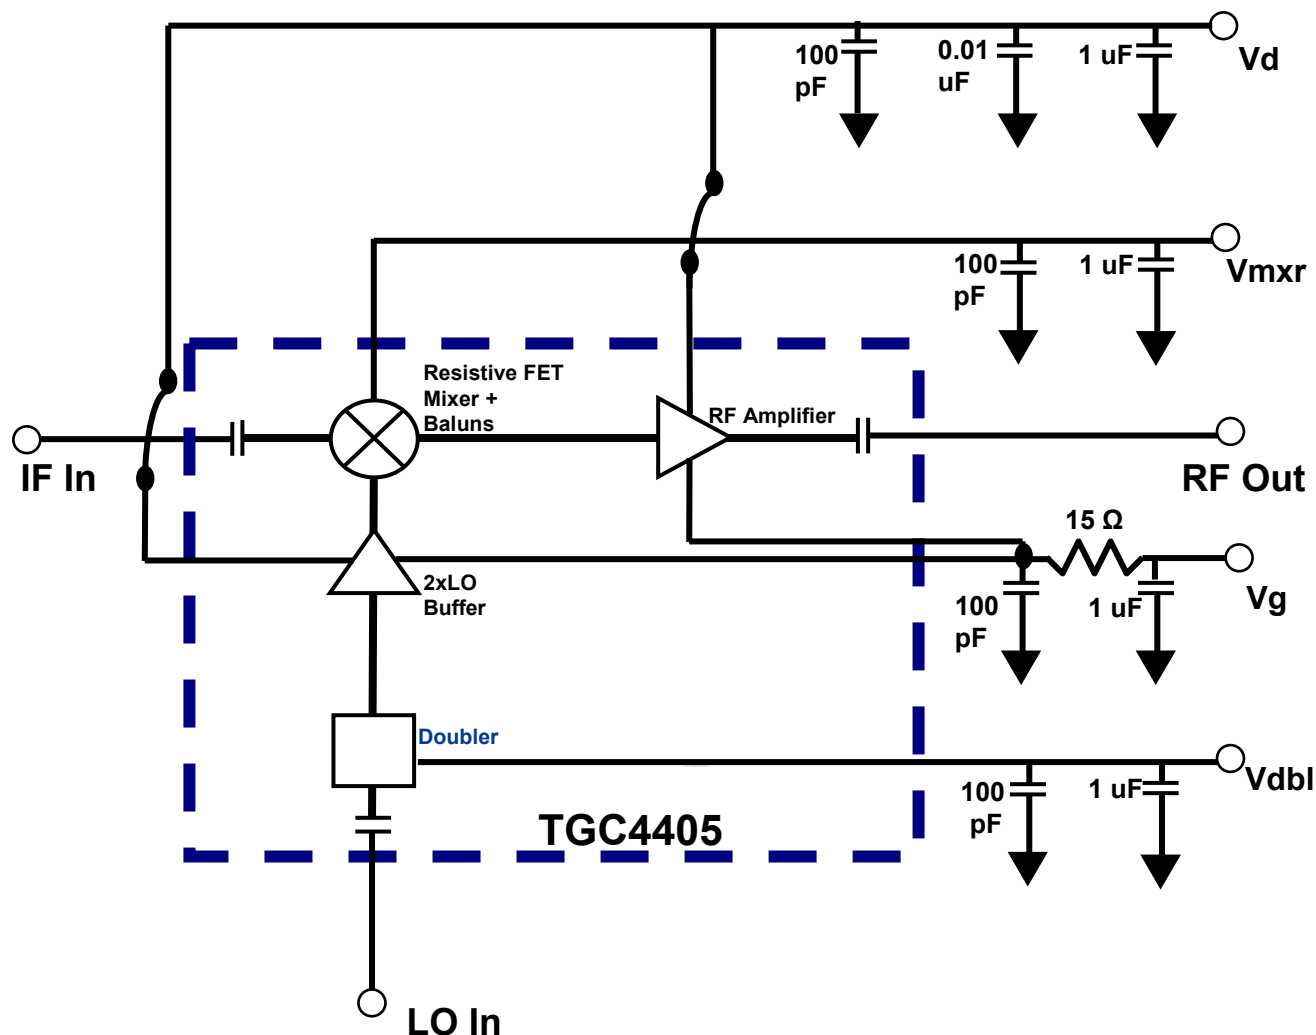 100
pF
0.01
uF
1 uF
Vd
100
pF
1 uF
Vmxr
Resistive FET
Mixer +
Baluns
RF Amplifier
IF In
RF Out
15 Ω
2xLO
Buffer
100
pF
1 uF
Vg
Doubler
100
pF
1 uF
Vdbl
TGC4405
LO In